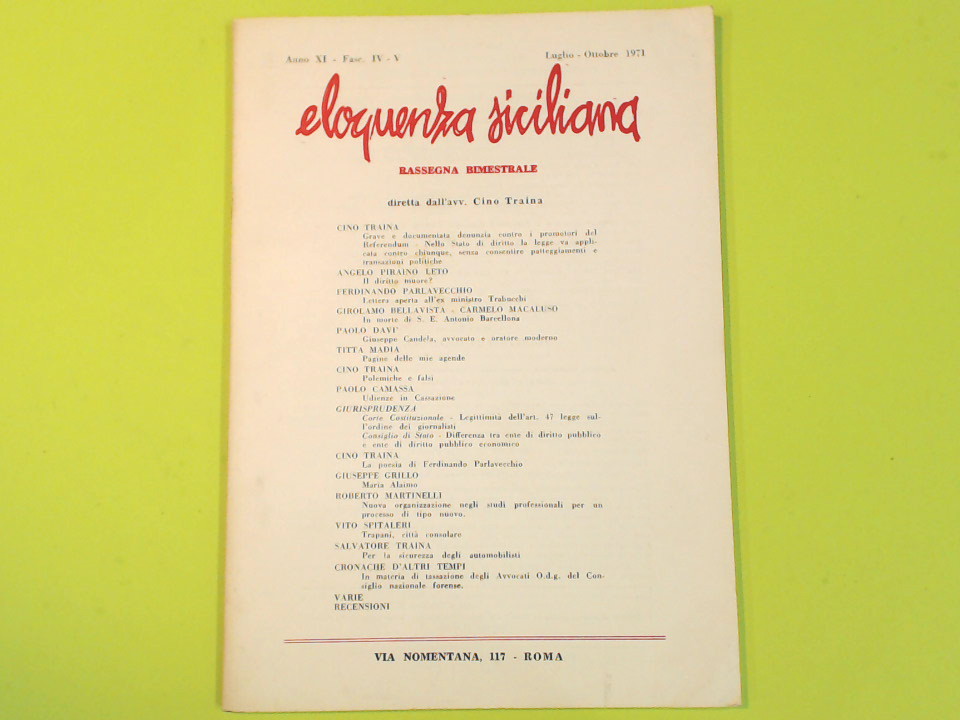 Anno XI - Fasc. IV - V
Luglio - Ottobre 1971
eloquenza siciliana
RASSEGNA BIMESTRALE
diretta dall'avv. Cino Traina
CINO TRAINA
Grave e documentata denunzia contro i promotori del
Referendum - Nello Stato di diritto la legge va appli-
cata contro chiunque, senza consentire patteggiamenti e
transazioni politiche
ANGELO PIRAINO LETO
Il diritto muore?
FERDINANDO PARLAVECCHIO
Lettera aperta all'ex ministro Trabucchi
GIROLAMO BELLAVISTA - CARMELO MACALUSO
In morte di S. E. Antonio Barcellona
PAOLO DAVI'
Giuseppe Candela, avvocato e oratore moderno
TITTA MADIA
Pagine delle mie agende
CINO TRAINA
Polemiche e falsi
PAOLO CAMASSA
Udienze in Cassazione
GIURISPRUDENZA
Corte Costituzionale - Legittimità dell'art. 47 legge sul-
l'ordine dei giornalisti
Consiglio di Stato - Differenza tra ente di diritto pubblico
e ente di diritto pubblico economico
CINO TRAINA
La poesia di Ferdinando Parlavecchio
GIUSEPPE GRILLO
Maria Alaimo
ROBERTO MARTINELLI
Nuova organizzazione negli studi professionali per un
processo di tipo nuovo.
VITO SPITALERI
Trapani, città consolare
SALVATORE TRAINA
Per la sicurezza degli automobilisti
CRONACHE D'ALTRI TEMPI
In materia di tassazione degli Avvocati O.d.g. del Con-
siglio nazionale forense.
VARIE
RECENSIONI
VIA NOMENTANA, 117 - ROMA